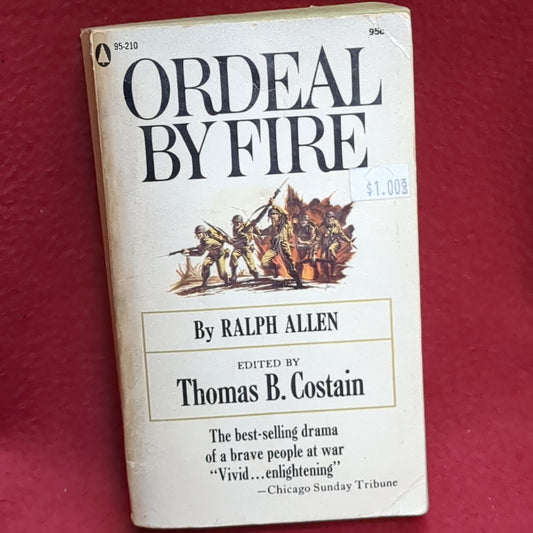 95-210
95¢
ORDEAL
BY FIRE
$1.00
By RALPH ALLEN
EDITED BY
Thomas B. Costain
The best-selling drama
of a brave people at war
"Vivid...enlightening"
—Chicago Sunday Tribune